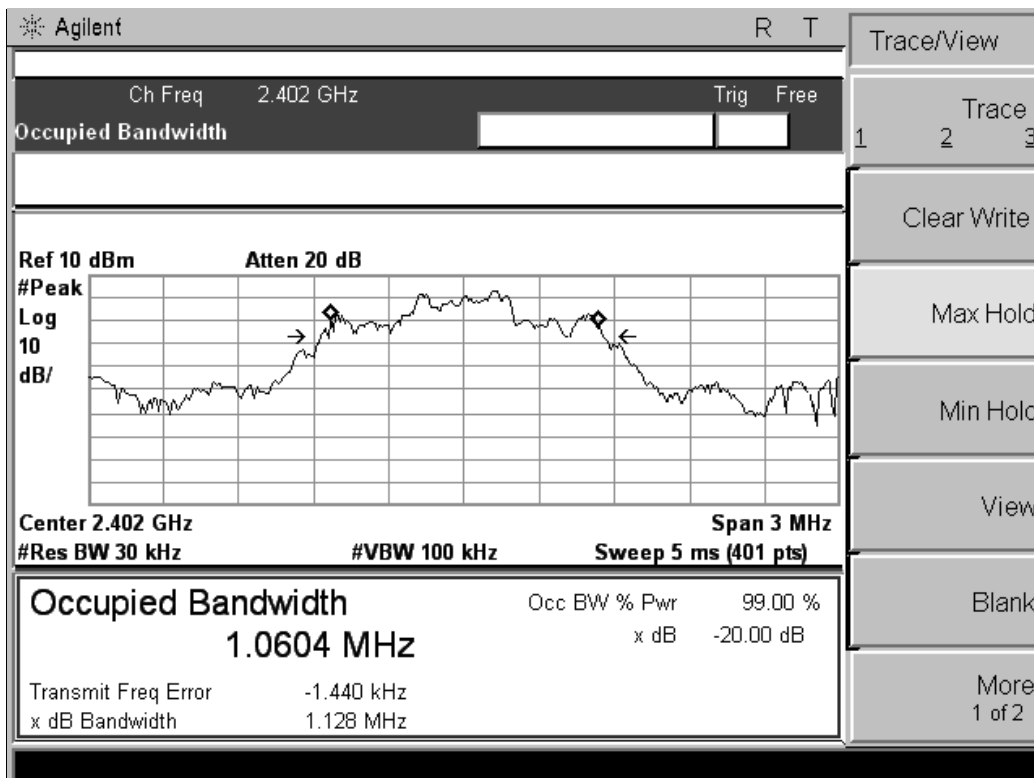 Agilent R T
Ch Freq 2.402 GHz Trig Free
Occupied Bandwidth
Ref 10 dBm Atten 20 dB
#Peak
Log
10
dB/
Center 2.402 GHz Span 3 MHz
#Res BW 30 kHz #VBW 100 kHz Sweep 5 ms (401 pts)
Occupied Bandwidth
1.0604 MHz
Occ BW % Pwr 99.00 %
x dB -20.00 dB
Transmit Freq Error -1.440 kHz
x dB Bandwidth 1.128 MHz
Trace/View
Trace
1 2 3
Clear Write
Max Hold
Min Hold
View
Blank
More
1 of 2